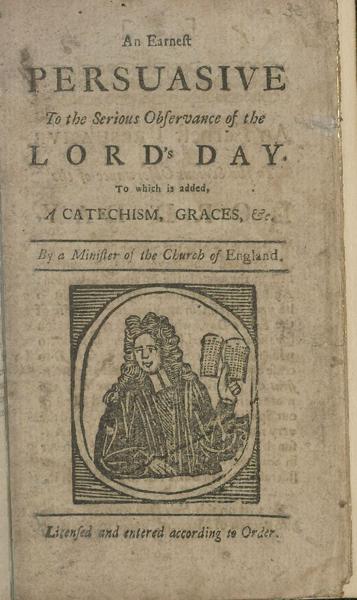 An Earneſt
PERSUASIVE
To the Serious Obſervance of the
LORD's DAY.
To which is added,
A CATECHISM, GRACES, &c.
By a Miniſter of the Church of England.
Licenſed and entered according to Order.